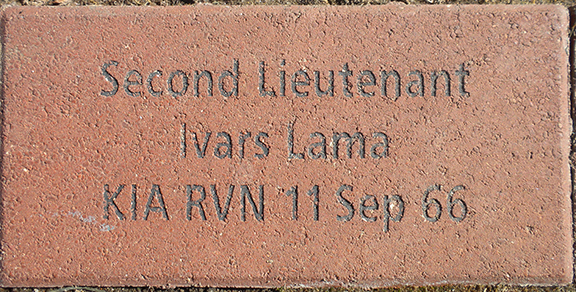 Second Lieutenant
Ivars Lama
KIA RVN 11 Sep 66